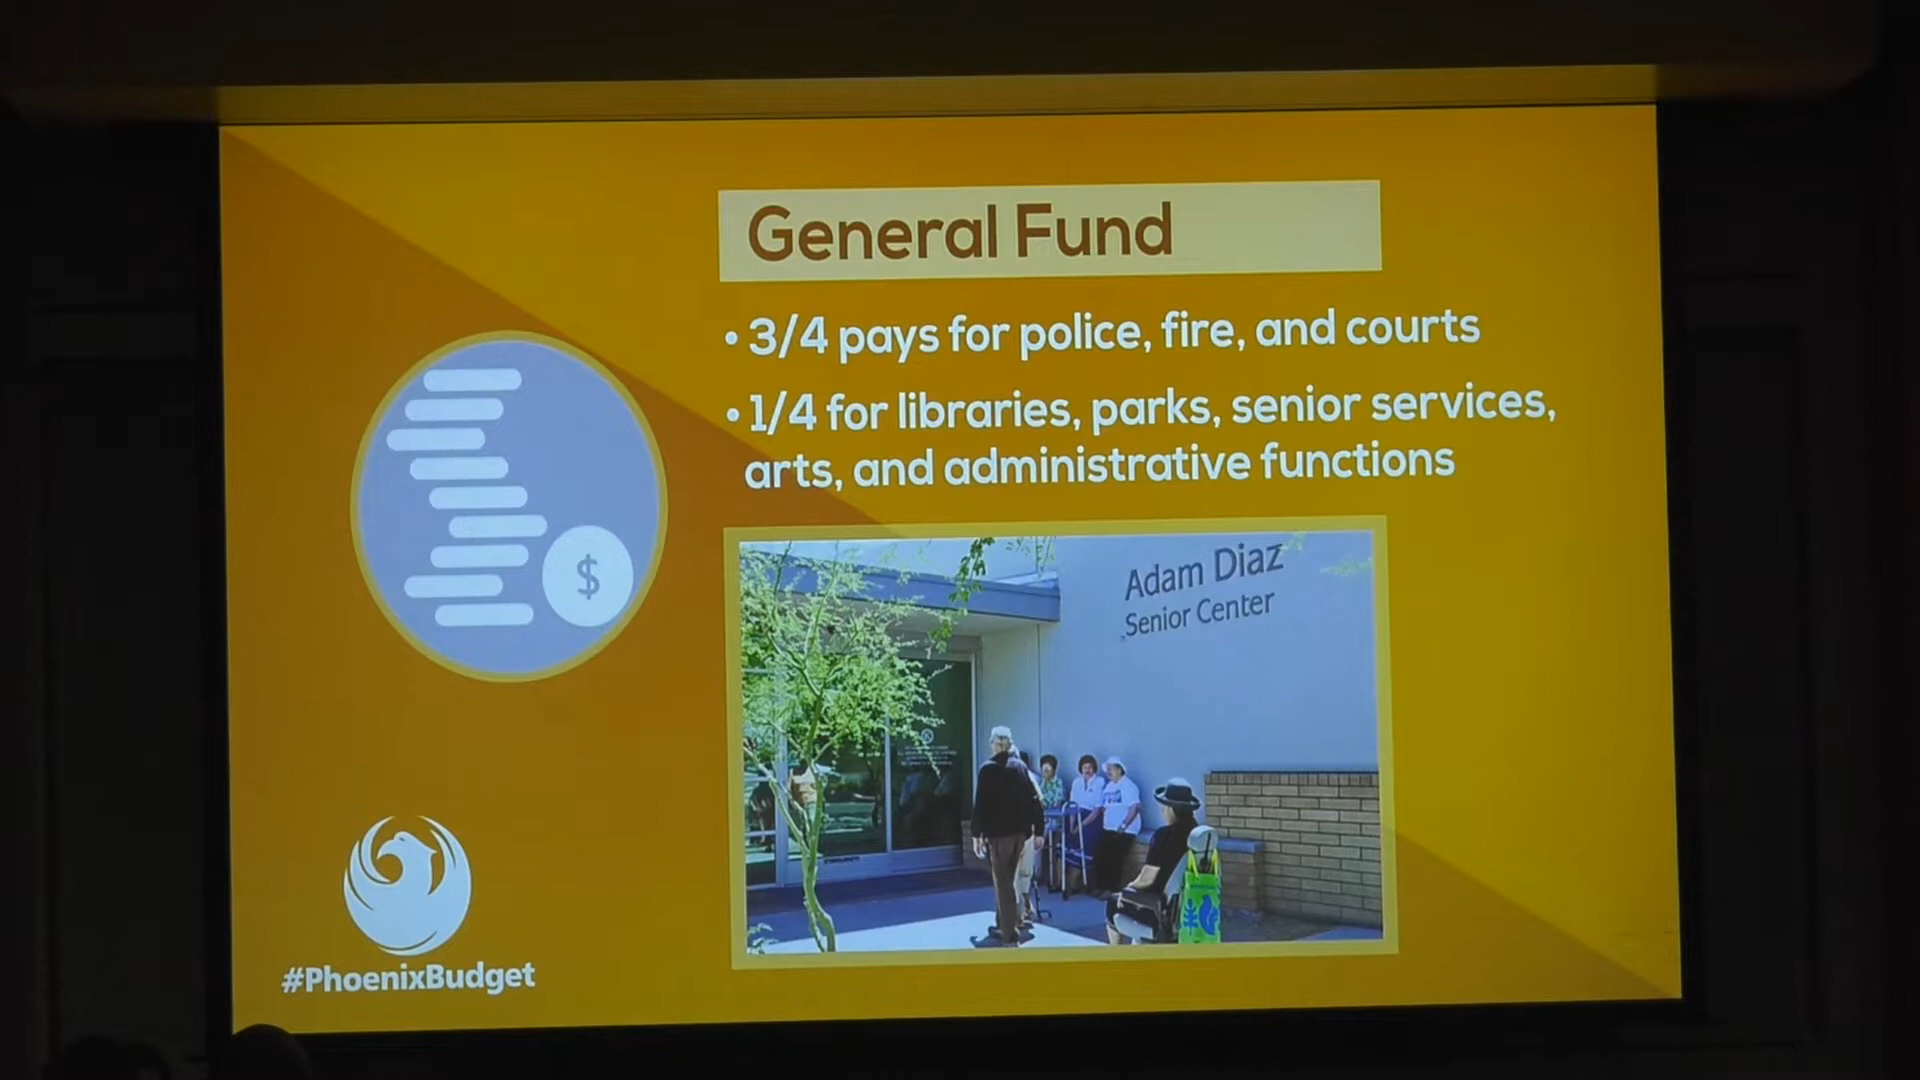 General Fund
• 3/4 pays for police, fire, and courts
• 1/4 for libraries, parks, senior services,
arts, and administrative functions
$
Adam Diaz
Senior Center
#PhoenixBudget